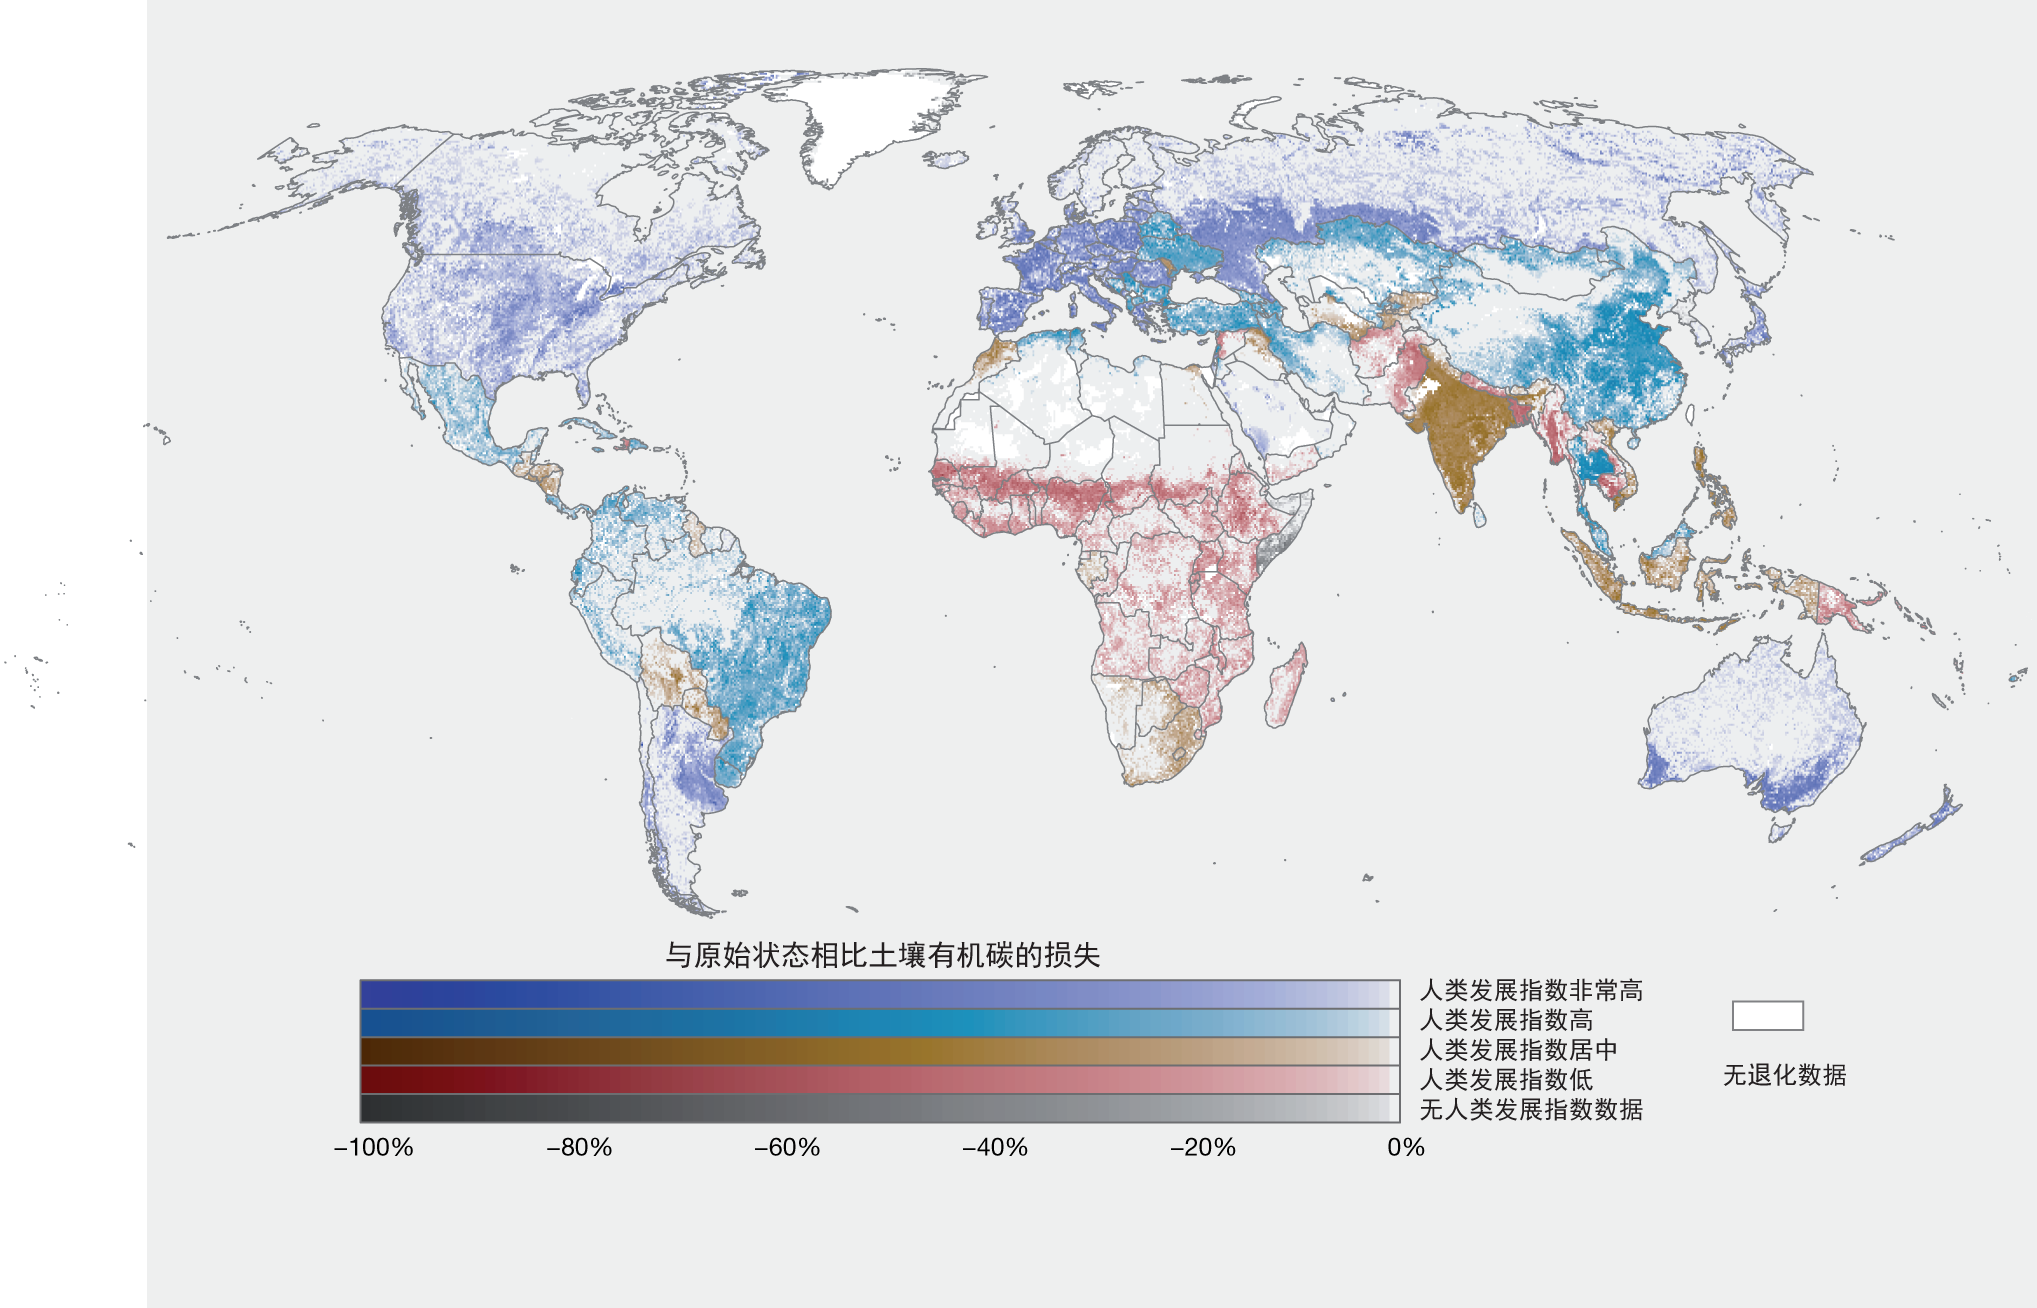 与原始状态相比土壤有机碳的损失
人类发展指数非常高
人类发展指数高
人类发展指数居中
人类发展指数低
无人类发展指数数据
无退化数据
−100% −80% −60% −40% −20% 0%